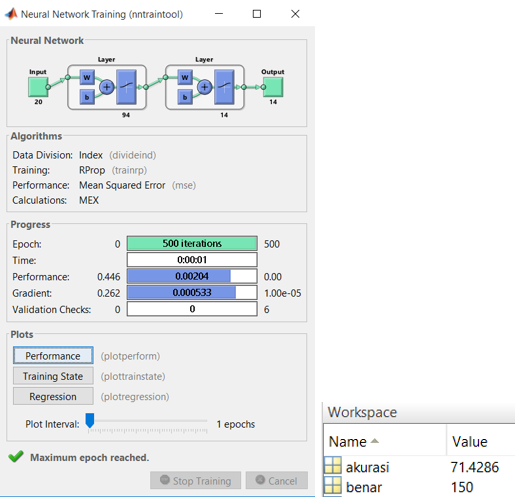 Neural Network Training (nntraintool)
Neural Network
Layer Layer
Input Output
W W
b b
20 14
94 14
Algorithms
Data Division: Index (divideind)
Training: RProp (trainrp)
Performance: Mean Squared Error (mse)
Calculations: MEX
Progress
Epoch: 0 500 iterations 500
Time: 0:00:01
Performance: 0.446 0.00204 0.00
Gradient: 0.262 0.000533 1.00e-05
Validation Checks: 0 0 6
Plots
Performance (plotperform)
Training State (plottrainstate)
Regression (plotregression)
Plot Interval: 1 epochs
Maximum epoch reached.
Stop Training Cancel
Workspace
Name Value
akurasi 71.4286
benar 150